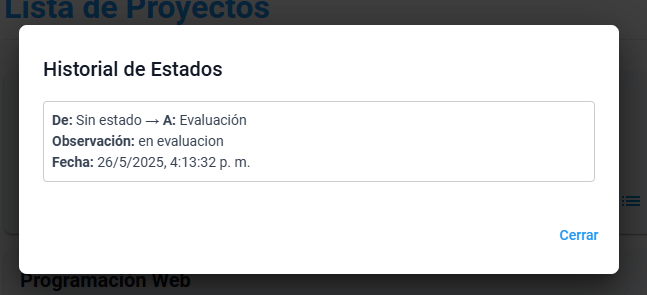 Lista de Proyectos
Historial de Estados
De: Sin estado → A: Evaluación
Observación: en evaluacion
Fecha: 26/5/2025, 4:13:32 p. m.
Cerrar
Programación Web